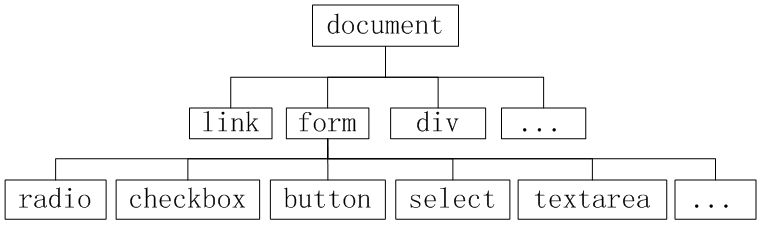 document
link form div ...
radio checkbox button select textarea ...